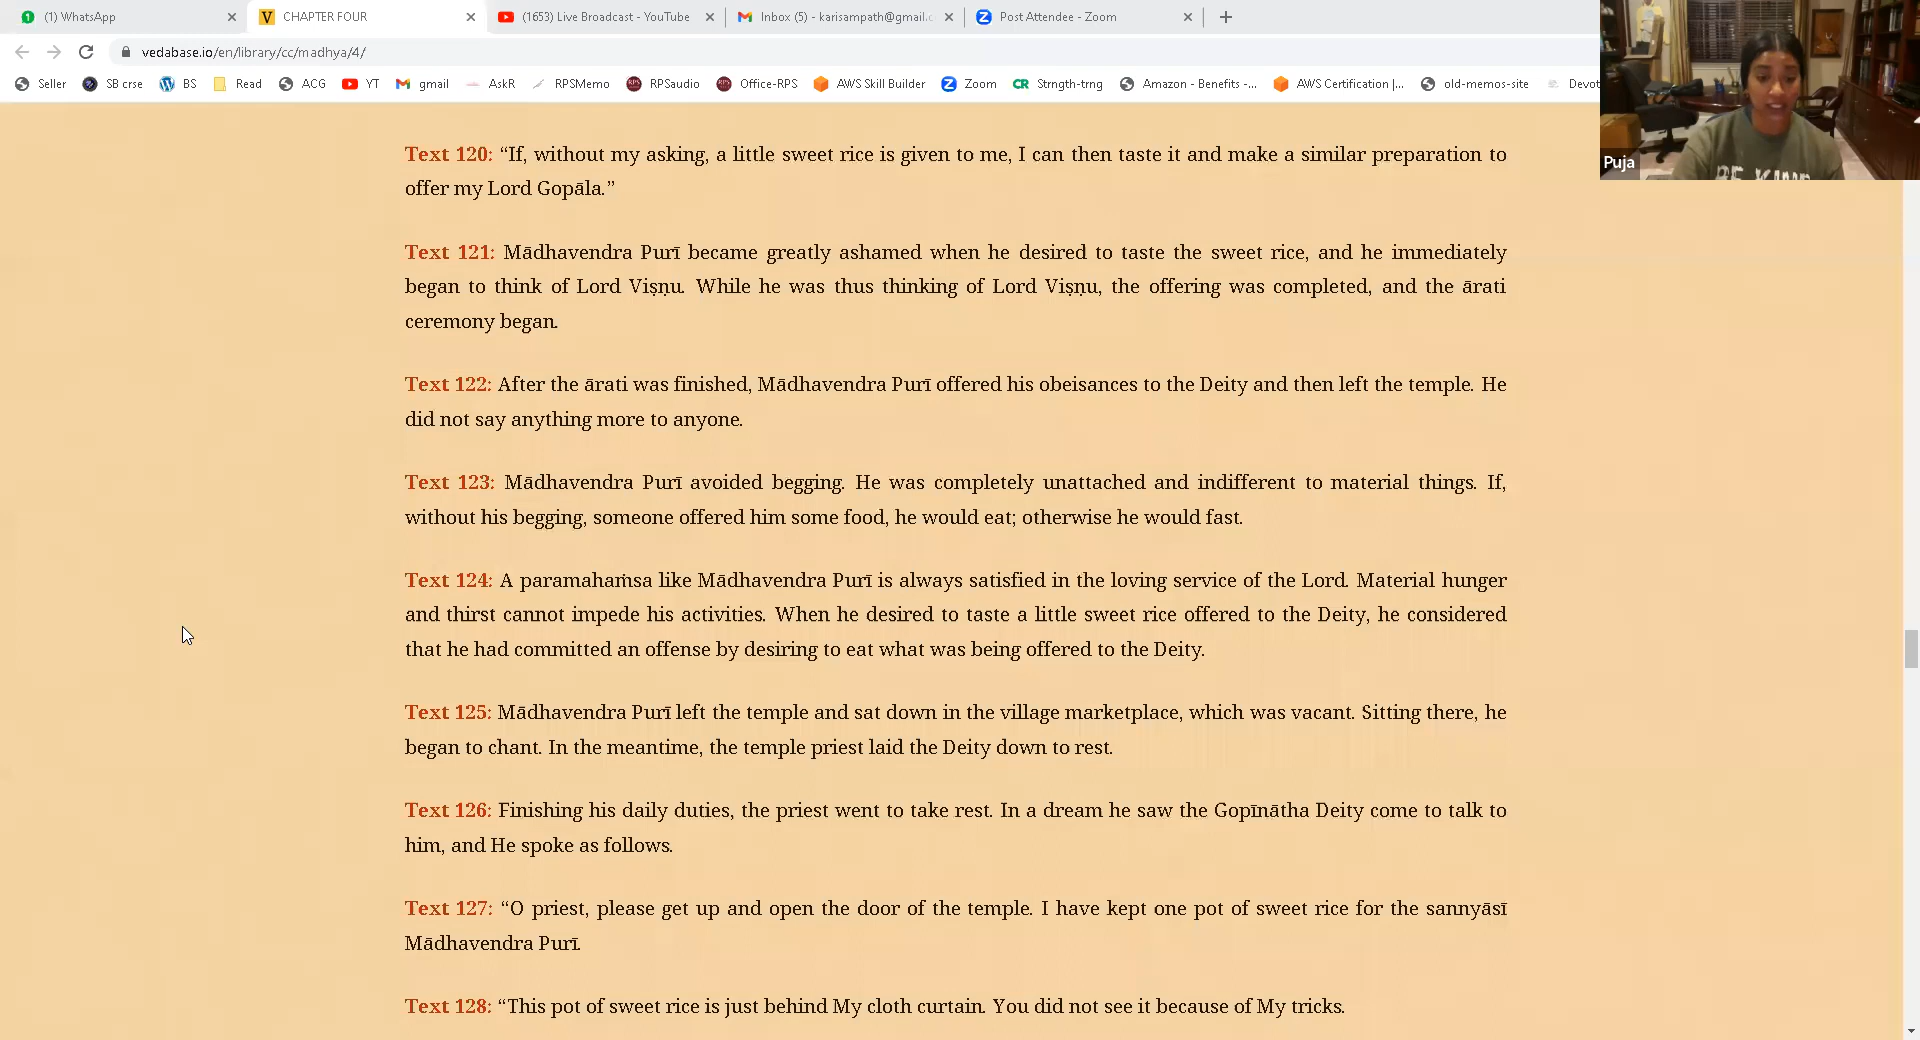 (1) WhatsApp
CHAPTER FOUR
(1653) Live Broadcast - YouTube
Inbox (5) - karisampath@gmail.c
Post Attendee - Zoom
vedabase.io/en/library/cc/madhya/4/
Seller SB crse BS Read ACG YT gmail AskR RPSMemo RPSaudio Office-RPS AWS Skill Builder Zoom Strngth-trng Amazon - Benefits -... AWS Certification |... old-memos-site Devot
Puja
Text 120: “If, without my asking, a little sweet rice is given to me, I can then taste it and make a similar preparation to
offer my Lord Gopāla.”
Text 121: Mādhavendra Purī became greatly ashamed when he desired to taste the sweet rice, and he immediately
began to think of Lord Viṣṇu. While he was thus thinking of Lord Viṣṇu, the offering was completed, and the ārati
ceremony began.
Text 122: After the ārati was finished, Mādhavendra Purī offered his obeisances to the Deity and then left the temple. He
did not say anything more to anyone.
Text 123: Mādhavendra Purī avoided begging. He was completely unattached and indifferent to material things. If,
without his begging, someone offered him some food, he would eat; otherwise he would fast.
Text 124: A paramahaṁsa like Mādhavendra Purī is always satisfied in the loving service of the Lord. Material hunger
and thirst cannot impede his activities. When he desired to taste a little sweet rice offered to the Deity, he considered
that he had committed an offense by desiring to eat what was being offered to the Deity.
Text 125: Mādhavendra Purī left the temple and sat down in the village marketplace, which was vacant. Sitting there, he
began to chant. In the meantime, the temple priest laid the Deity down to rest.
Text 126: Finishing his daily duties, the priest went to take rest. In a dream he saw the Gopīnātha Deity come to talk to
him, and He spoke as follows.
Text 127: “O priest, please get up and open the door of the temple. I have kept one pot of sweet rice for the sannyāsī
Mādhavendra Purī.
Text 128: “This pot of sweet rice is just behind My cloth curtain. You did not see it because of My tricks.